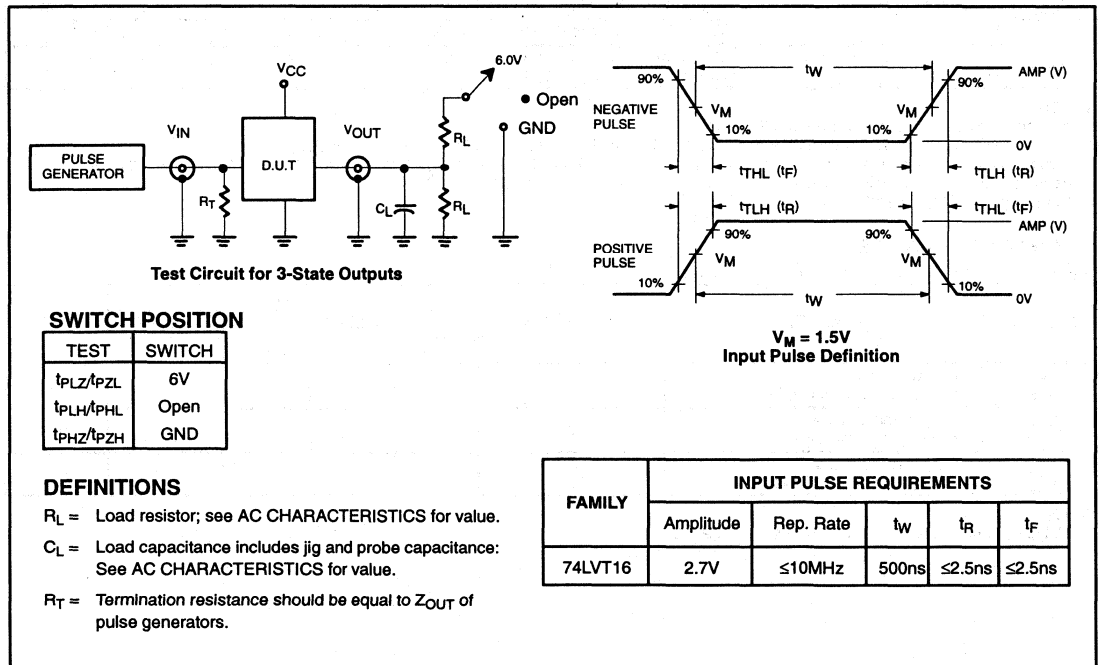 VCC
6.0V
Open
GND
VIN
VOUT
RL
PULSE
GENERATOR
D.U.T
RT
CL
RL
Test Circuit for 3-State Outputs
90%
tW
90%
AMP (V)
NEGATIVE
PULSE
VM
VM
10%
10%
0V
tTHL (tF)
tTLH (tR)
tTLH (tR)
tTHL (tF)
AMP (V)
90%
90%
POSITIVE
PULSE
VM
VM
10%
10%
tW
0V
VM = 1.5V
Input Pulse Definition
SWITCH POSITION
TEST SWITCH
tPLZ/tPZL 6V
tPLH/tPHL Open
tPHZ/tPZH GND
DEFINITIONS
RL = Load resistor; see AC CHARACTERISTICS for value.
CL = Load capacitance includes jig and probe capacitance:
See AC CHARACTERISTICS for value.
RT = Termination resistance should be equal to ZOUT of
pulse generators.
FAMILY INPUT PULSE REQUIREMENTS
Amplitude Rep. Rate tW tR tF
74LVT16 2.7V ≤10MHz 500ns ≤2.5ns ≤2.5ns